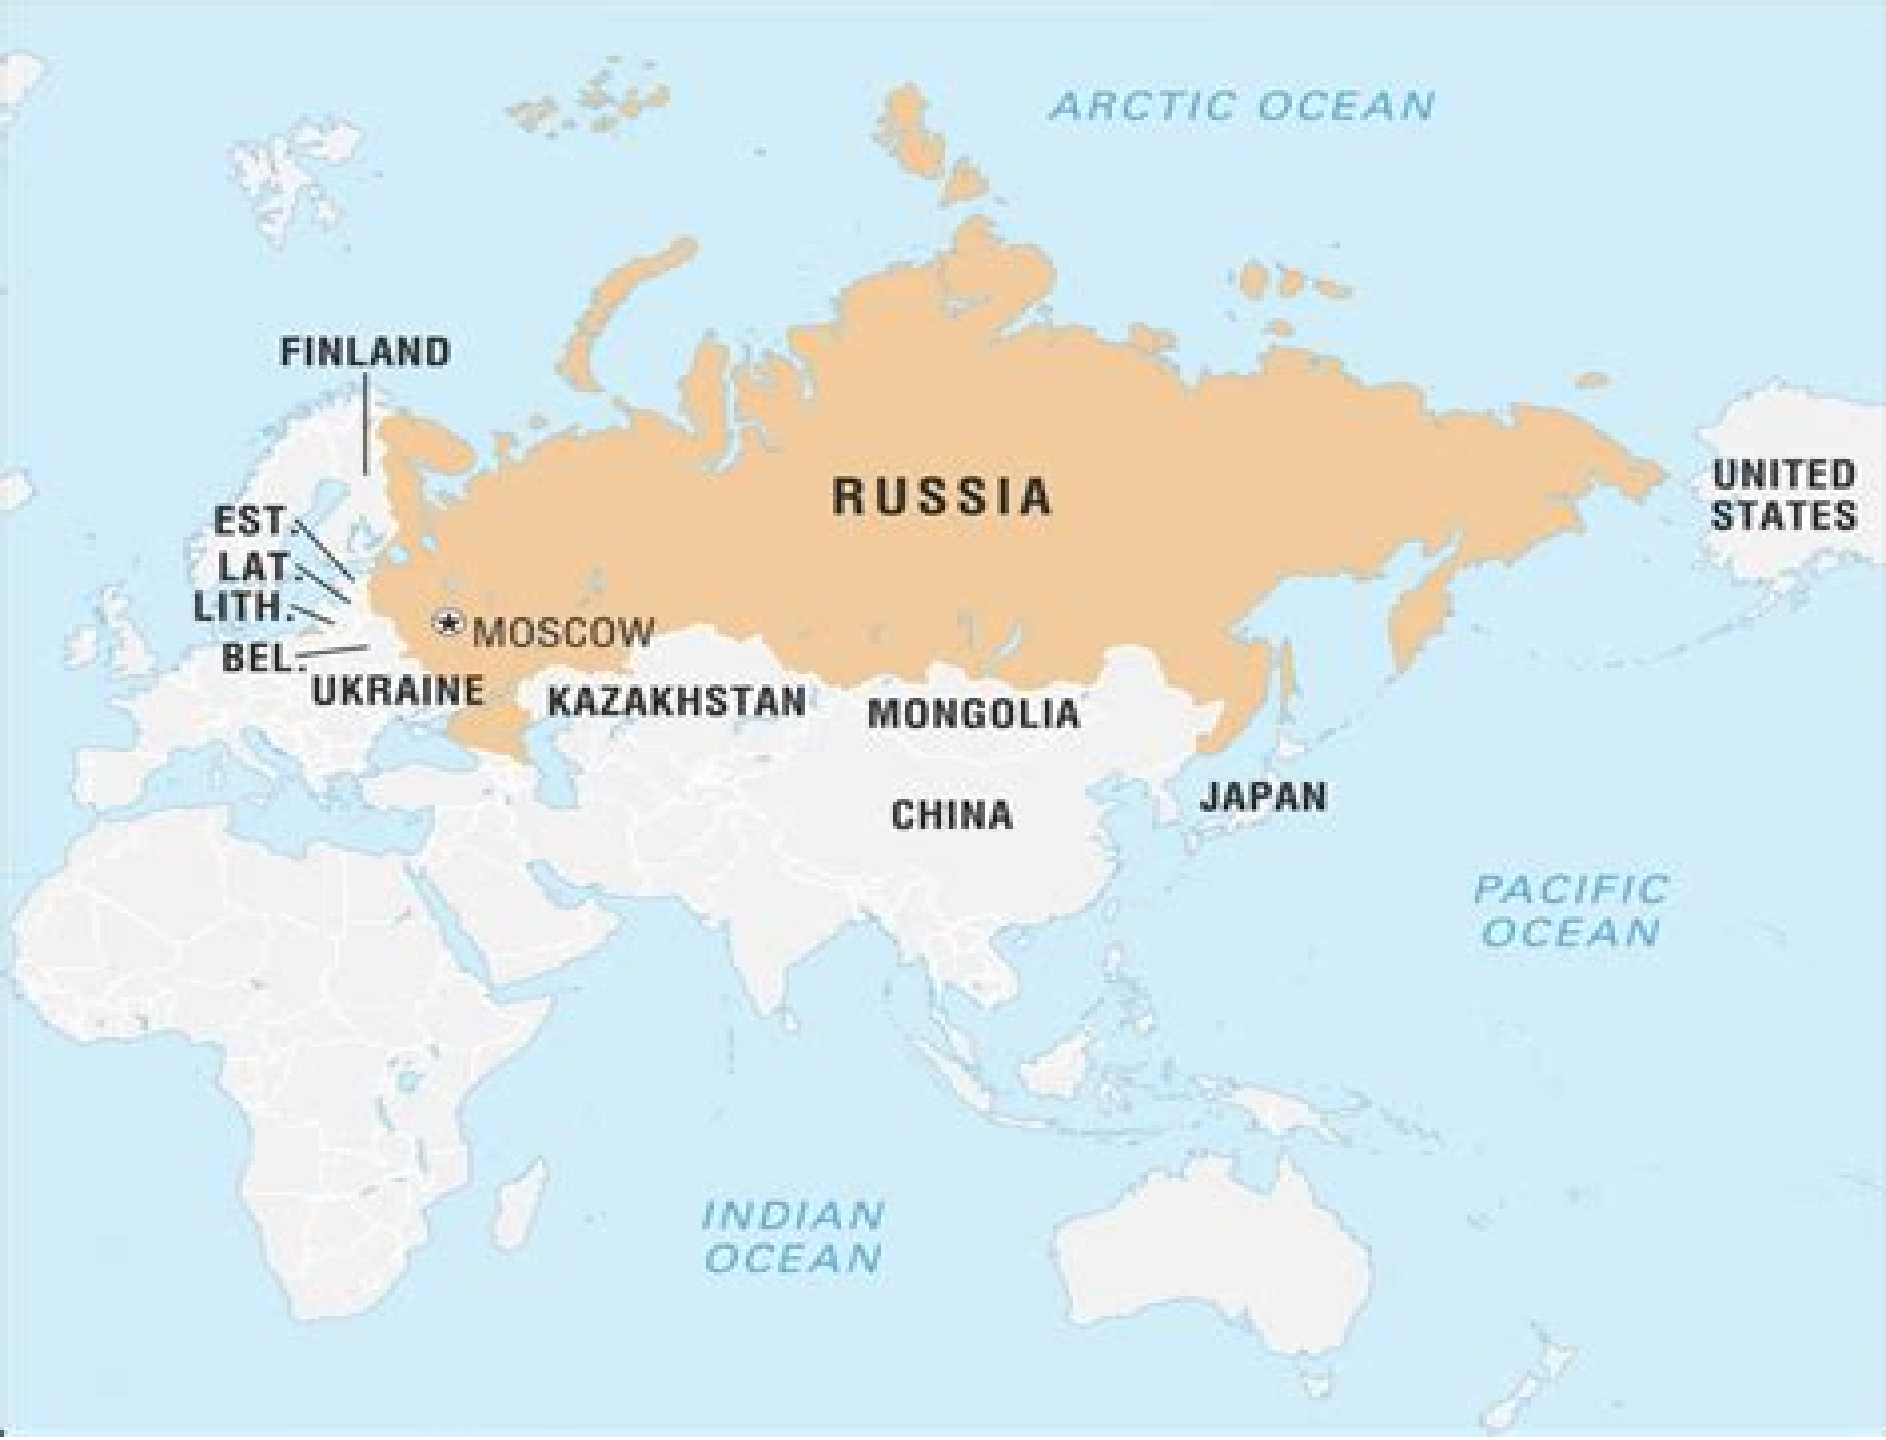 ARCTIC OCEAN
FINLAND
RUSSIA
UNITED
STATES
EST.
LAT.
LITH.
MOSCOW
BEL.
UKRAINE
KAZAKHSTAN
MONGOLIA
JAPAN
CHINA
PACIFIC
OCEAN
INDIAN
OCEAN